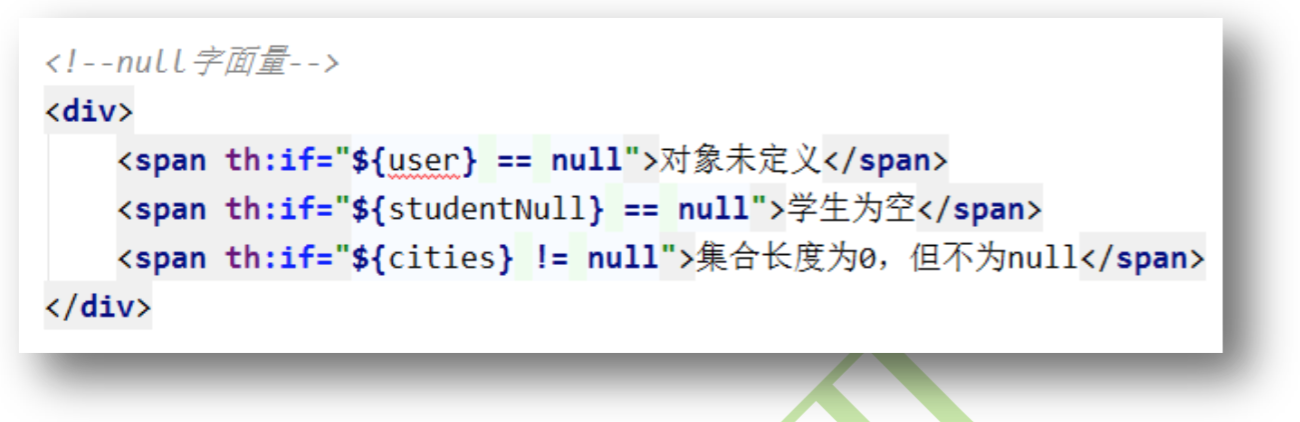 <!--null字面量-->
<div>
<span th:if="${user} == null">对象未定义</span>
<span th:if="${studentNull} == null">学生为空</span>
<span th:if="${cities} != null">集合长度为0，但不为null</span>
</div>